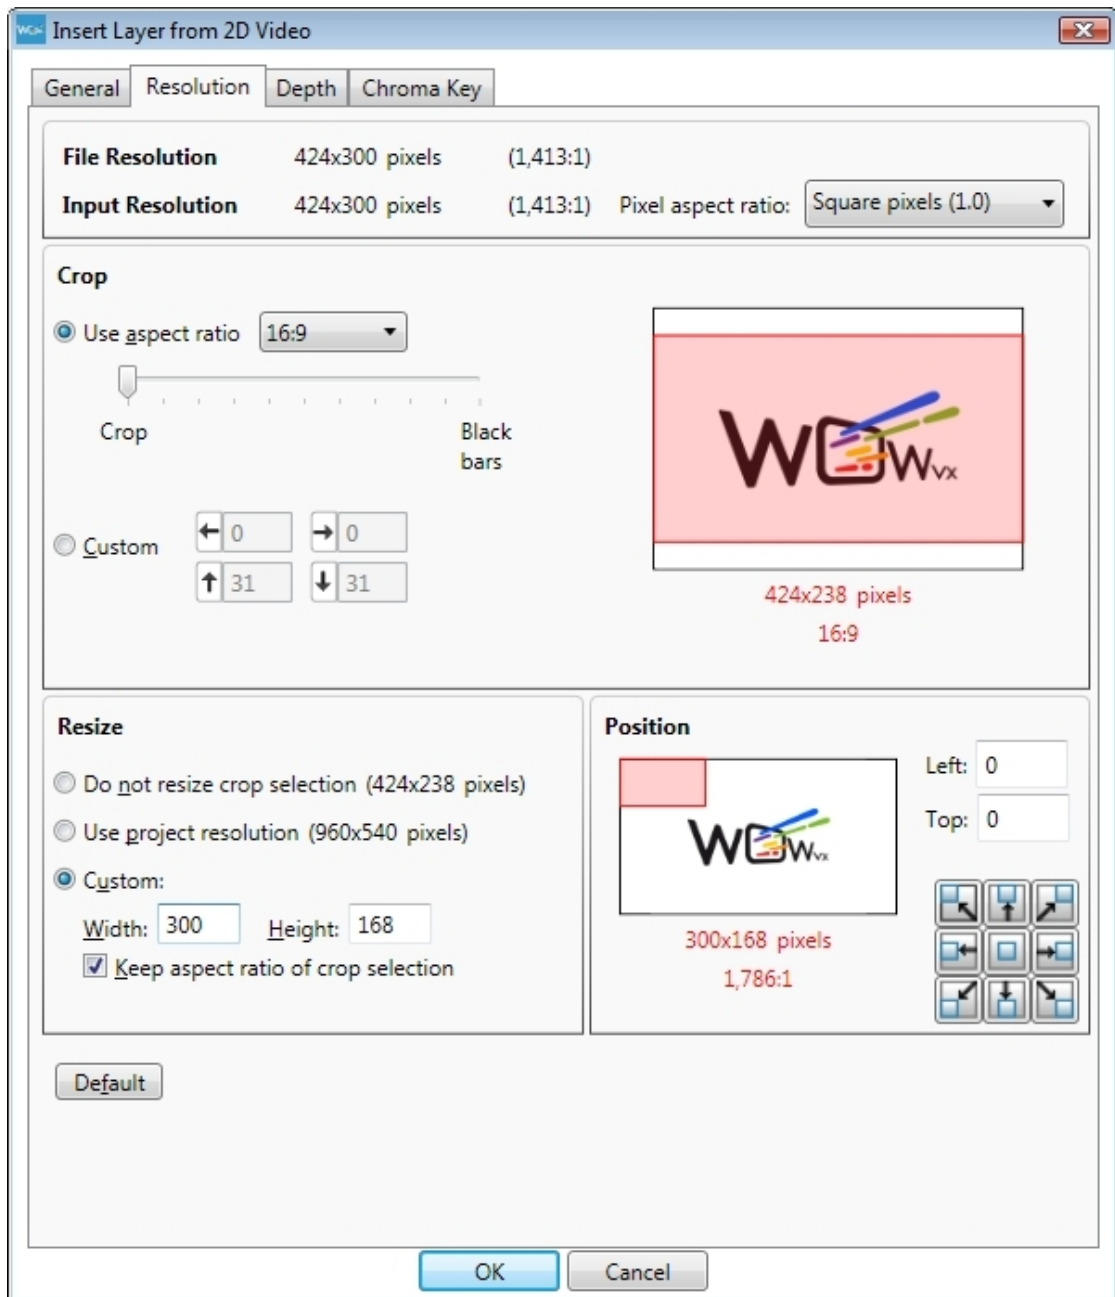 WOWvx Insert Layer from 2D Video
General Resolution Depth Chroma Key
File Resolution 424x300 pixels (1,413:1)
Input Resolution 424x300 pixels (1,413:1) Pixel aspect ratio: Square pixels (1.0)
Crop
Use aspect ratio 16:9
Crop Black
bars
Custom 0 0
31 31
WOWvx
424x238 pixels
16:9
Resize
Do not resize crop selection (424x238 pixels)
Use project resolution (960x540 pixels)
Custom:
Width: 300 Height: 168
Keep aspect ratio of crop selection
Position
Left: 0
Top: 0
WOWvx
300x168 pixels
1,786:1
Default
OK Cancel